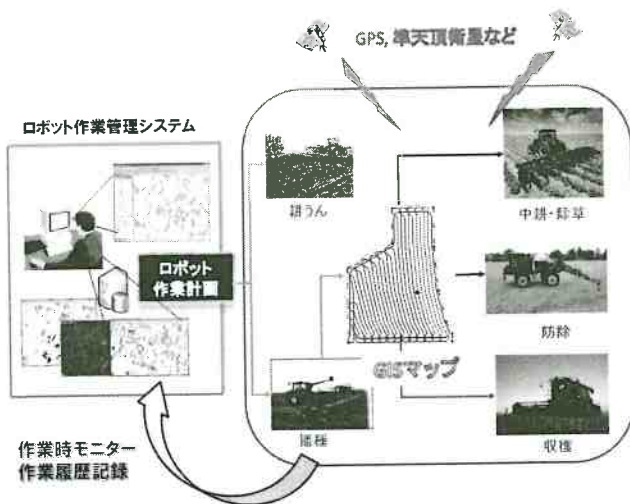 GPS, 準天頂衛星など
ロボット作業管理システム
耕うん
中耕・除草
ロボット
作業計画
防除
GISマップ
播種
収穫
作業時モニター
作業履歴記録